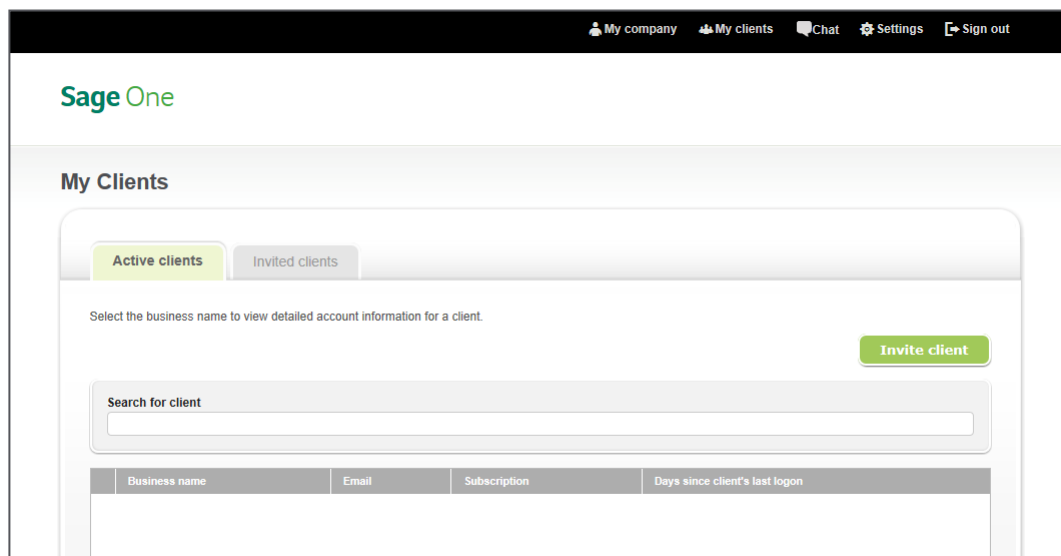 My company My clients Chat Settings Sign out
Sage One
My Clients
Active clients Invited clients
Select the business name to view detailed account information for a client.
Invite client
Search for client
Business name Email Subscription Days since client's last logon